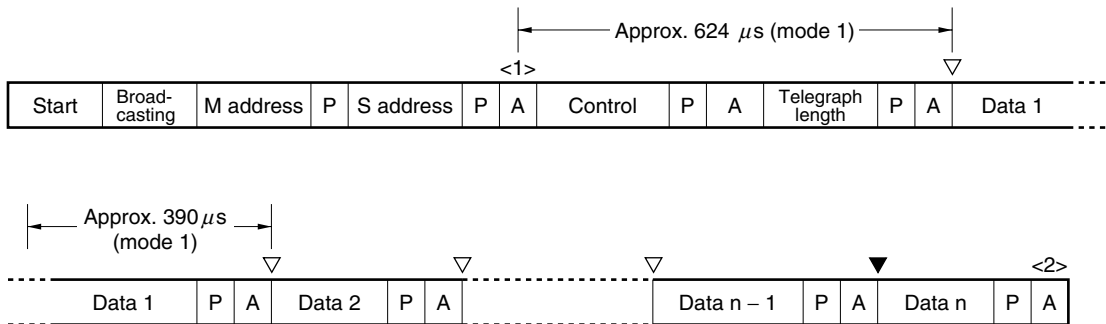 Approx. 624 μs (mode 1)
<1>
Start Broad-casting M address P S address P A Control P A Telegraph length P A Data 1
Approx. 390 μs
(mode 1)
<2>
Data 1 P A Data 2 P A Data n − 1 P A Data n P A